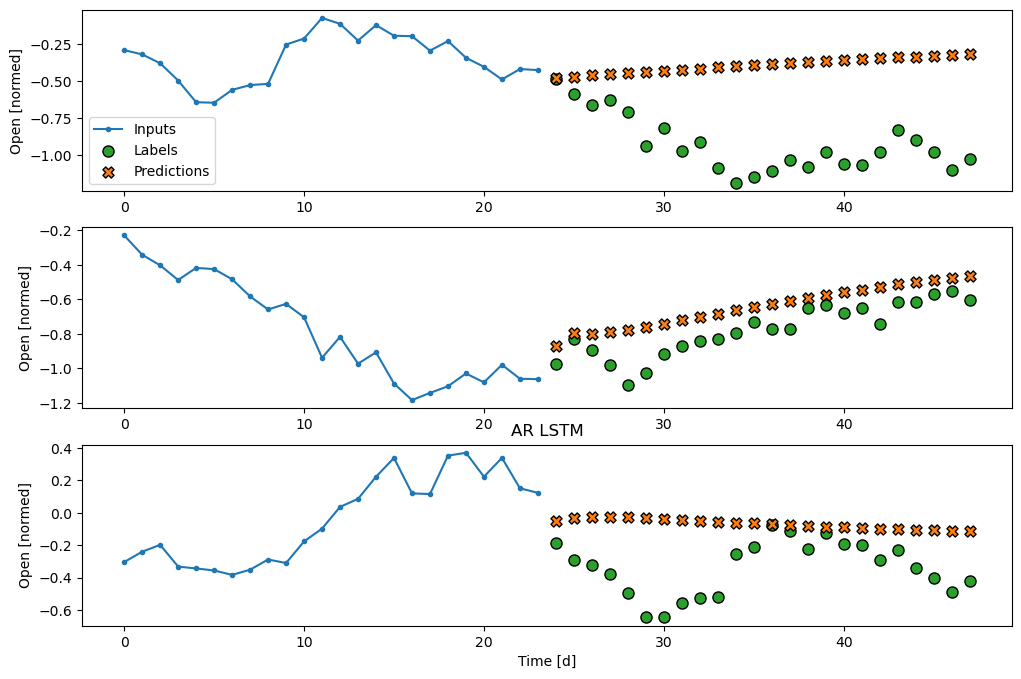 Open [normed]
−0.25
−0.50
−0.75
−1.00
Inputs
Labels
Predictions
0 10 20 30 40
Open [normed]
−0.2
−0.4
−0.6
−0.8
−1.0
−1.2
0 10 20 30 40
AR LSTM
Open [normed]
0.4
0.2
0.0
−0.2
−0.4
−0.6
0 10 20 30 40
Time [d]